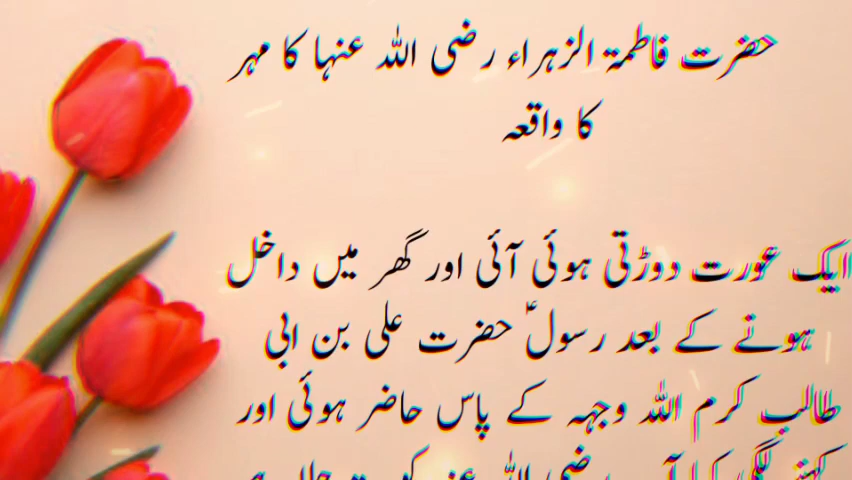 حضرت فاطمۃ الزہراء رضی اللہ عنہا کا مہر
کا واقعہ
ایک عورت دوڑتی ہوئی آئی اور گھر میں داخل
ہونے کے بعد رسولؑ حضرت علی بن ابی
طالب کرم اللہ وجہہ کے پاس حاضر ہوئی اور